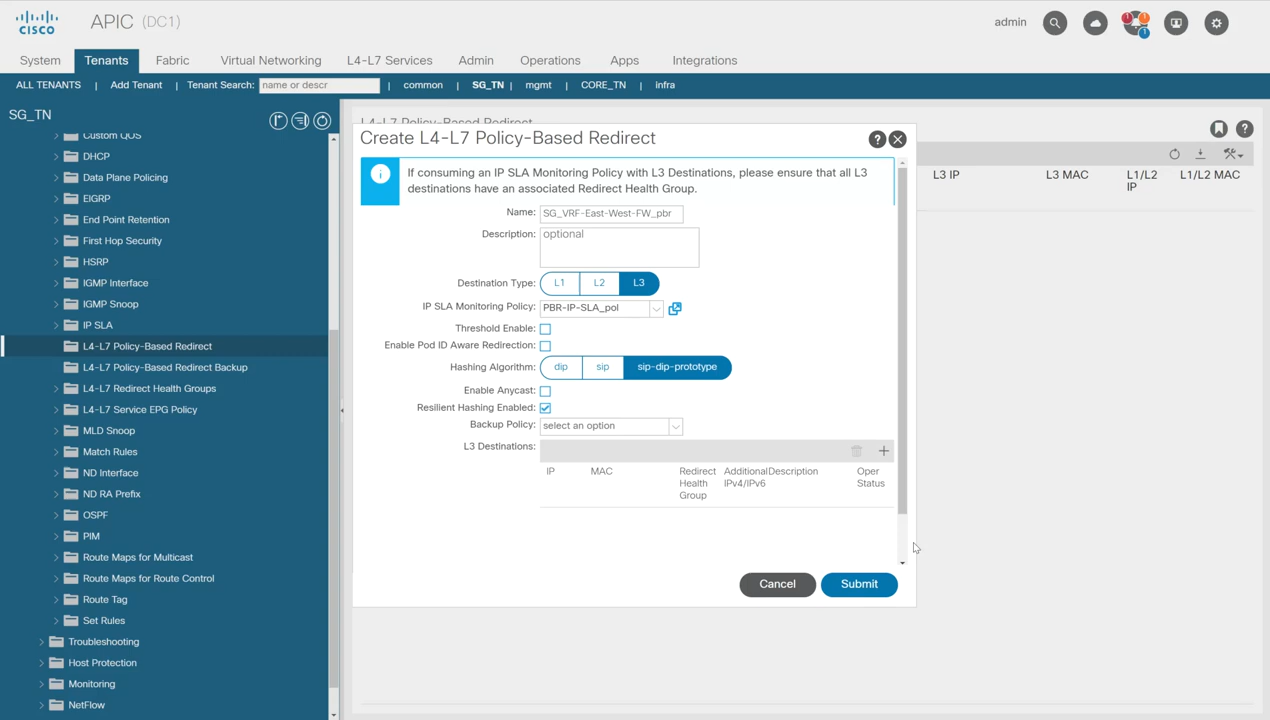 CISCO
APIC (DC1)
admin
1
1
1
System
Tenants
Fabric
Virtual Networking
L4-L7 Services
Admin
Operations
Apps
Integrations
ALL TENANTS | Add Tenant | Tenant Search: name or descr | common | SG_TN | mgmt | CORE_TN | infra
SG_TN
Custom QOS
DHCP
Data Plane Policing
EIGRP
End Point Retention
First Hop Security
HSRP
IGMP Interface
IGMP Snoop
IP SLA
L4-L7 Policy-Based Redirect
L4-L7 Policy-Based Redirect Backup
L4-L7 Redirect Health Groups
L4-L7 Service EPG Policy
MLD Snoop
Match Rules
ND Interface
ND RA Prefix
OSPF
PIM
Route Maps for Multicast
Route Maps for Route Control
Route Tag
Set Rules
Troubleshooting
Host Protection
Monitoring
NetFlow
L4-L7 Policy-Based Redirect
L3 IP
L3 MAC
L1/L2
IP
L1/L2 MAC
Create L4-L7 Policy-Based Redirect
If consuming an IP SLA Monitoring Policy with L3 Destinations, please ensure that all L3
destinations have an associated Redirect Health Group.
Name: SG_VRF-East-West-FW_pbr
Description: optional
Destination Type: L1 L2 L3
IP SLA Monitoring Policy: PBR-IP-SLA_pol
Threshold Enable:
Enable Pod ID Aware Redirection:
Hashing Algorithm: dip sip sip-dip-prototype
Enable Anycast:
Resilient Hashing Enabled:
Backup Policy: select an option
L3 Destinations:
IP
MAC
Redirect
Health
Group
Additional
IPv4/IPv6
Description
Oper
Status
Cancel
Submit